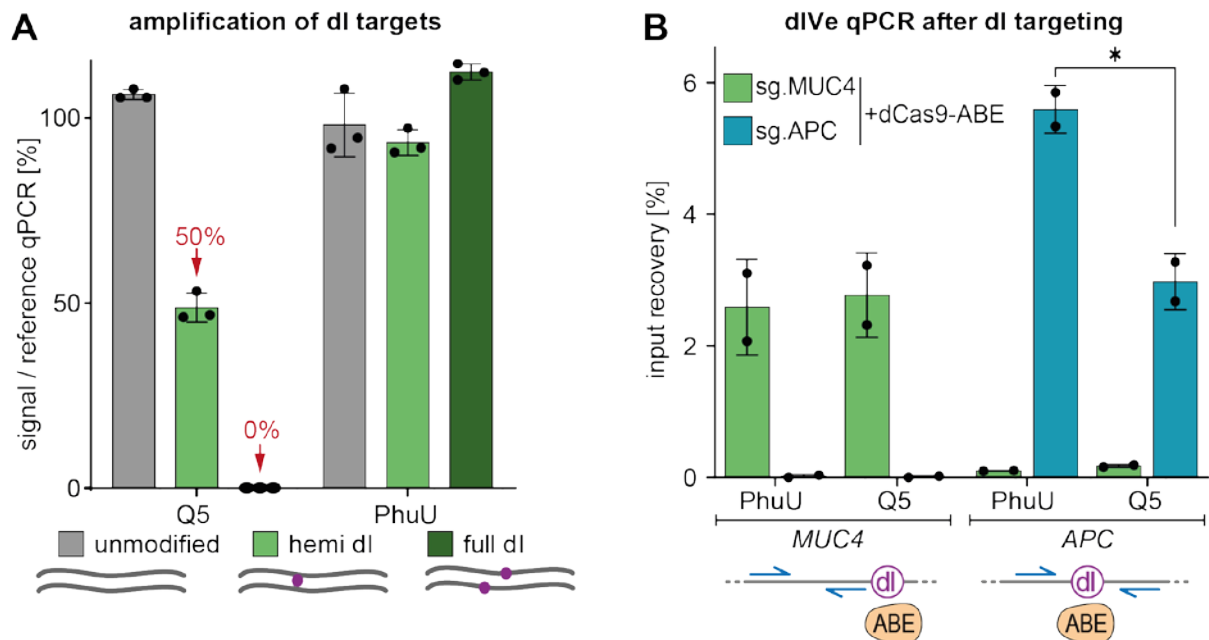 A
amplification of dI targets
signal / reference qPCR [%]
100
50
0
50%
0%
Q5
PhuU
unmodified
hemi dI
full dI
B
dIVe qPCR after dI targeting
input recovery [%]
6
4
2
0
sg.MUC4
sg.APC
+dCas9-ABE
*
PhuU
Q5
PhuU
Q5
MUC4
APC
dI
ABE
dI
ABE